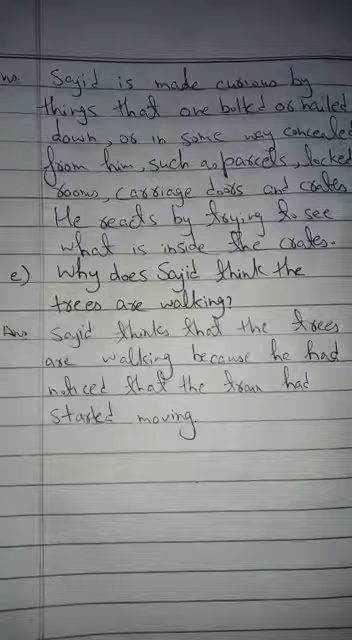 Ans. Sajid is made curious by
things that are bolted or nailed
down, or in some way concealed
from him, such as parcels, locked
rooms, carriage doors and crates.
He reacts by trying to see
what is inside the crates.
e) Why does Sajid think the
trees are walking?
Ans. Sajid thinks that the trees
are walking because he had
noticed that the train had
started moving.